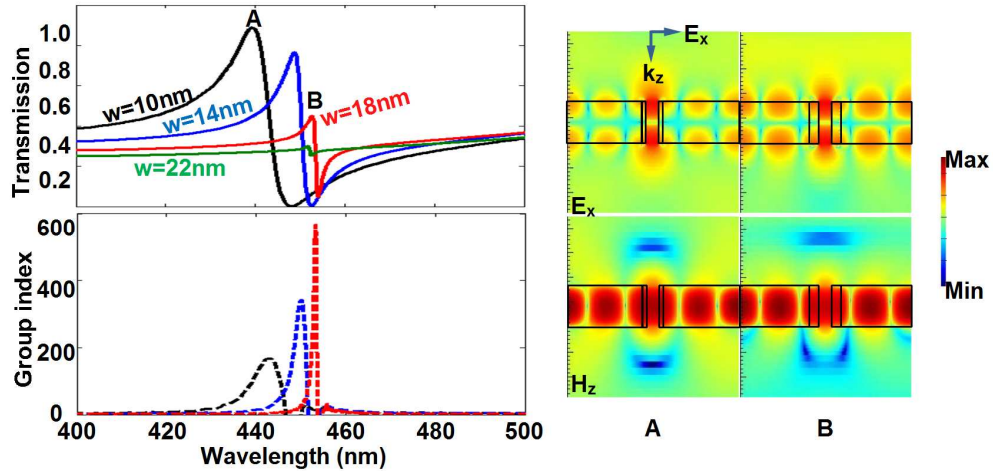 A
1.0
0.8
0.6
0.4
0.2
Transmission
w=10nm
w=14nm
B
w=18nm
w=22nm
600
400
200
0
Group index
400 420 440 460 480 500
Wavelength (nm)
Ex
kz
Ex
Hz
A B
Max
Min